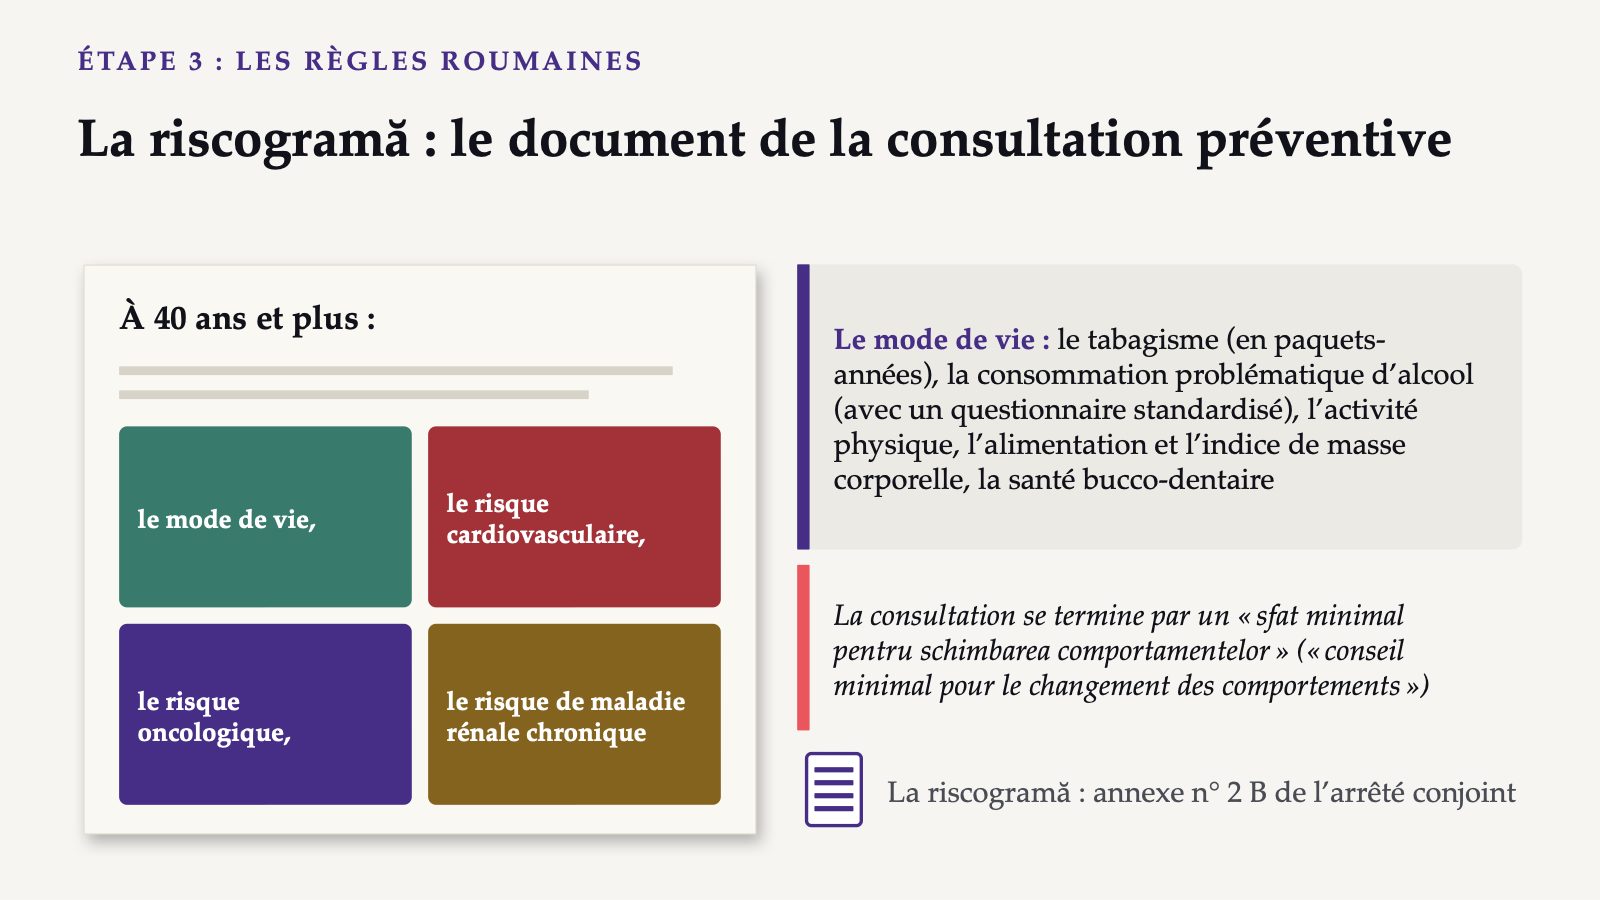 ÉTAPE 3 : LES RÈGLES ROUMAINES
La riscogramă : le document de la consultation préventive
À 40 ans et plus :
le mode de vie,
le risque
cardiovasculaire,
le risque
oncologique,
le risque de maladie
rénale chronique
Le mode de vie : le tabagisme (en paquets-
années), la consommation problématique d’alcool
(avec un questionnaire standardisé), l’activité
physique, l’alimentation et l’indice de masse
corporelle, la santé bucco-dentaire
La consultation se termine par un « sfat minimal
pentru schimbarea comportamentelor » (« conseil
minimal pour le changement des comportements »)
La riscogramă : annexe n° 2 B de l’arrêté conjoint